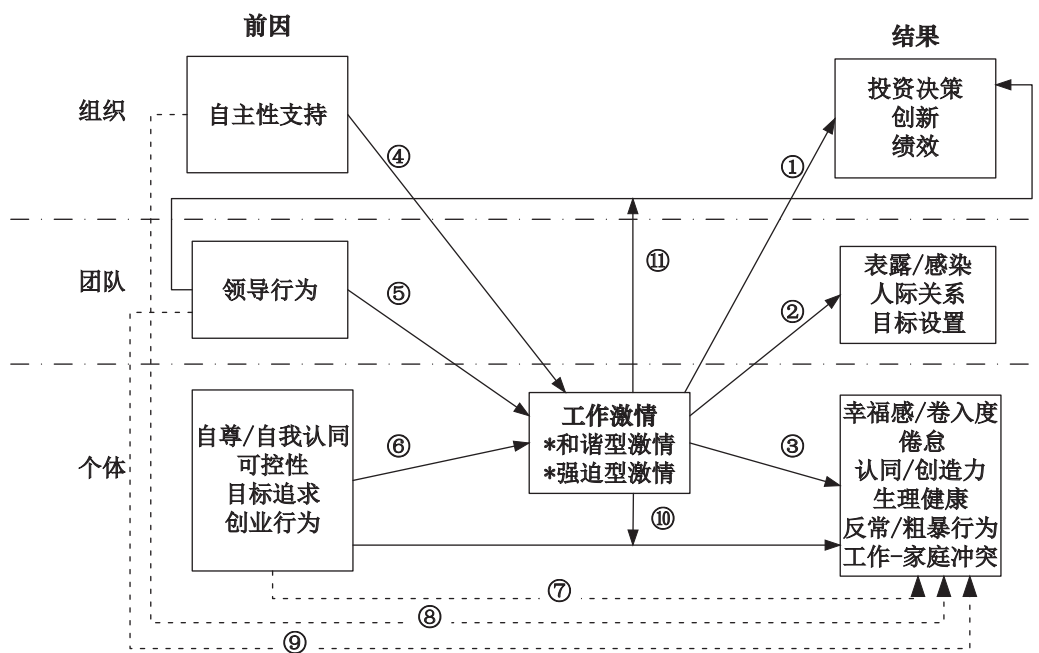 前因
结果
组织
自主性支持
投资决策
创新
绩效
④
①
团队
领导行为
⑤
⑪
②
表露/感染
人际关系
目标设置
个体
自尊/自我认同
可控性
目标追求
创业行为
⑥
工作激情
*和谐型激情
*强迫型激情
③
⑩
幸福感/卷入度
倦怠
认同/创造力
生理健康
反常/粗暴行为
工作-家庭冲突
⑦
⑧
⑨